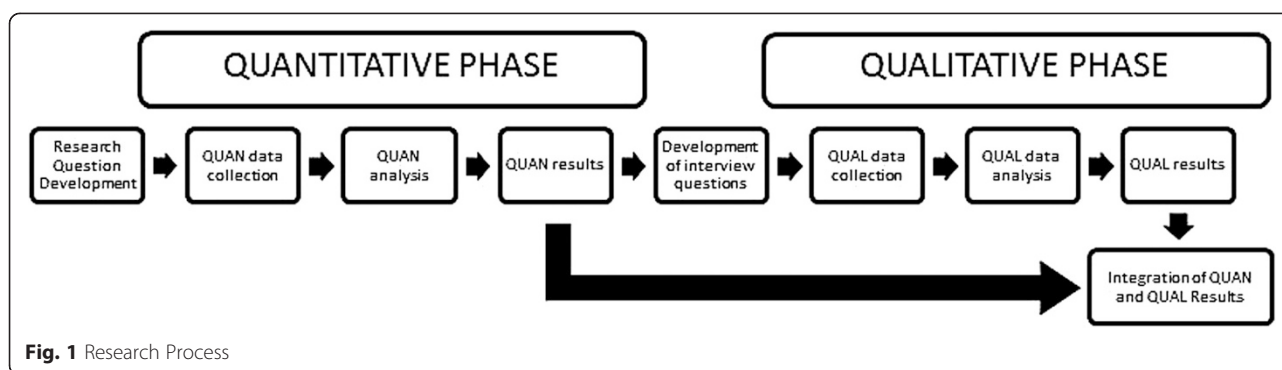 QUANTITATIVE PHASE
QUALITATIVE PHASE
Research
Question
Development
QUAN data
collection
QUAN
analysis
QUAN results
Development
of interview
questions
QUAL data
collection
QUAL data
analysis
QUAL results
Integration of QUAN
and QUAL Results
Fig. 1 Research Process